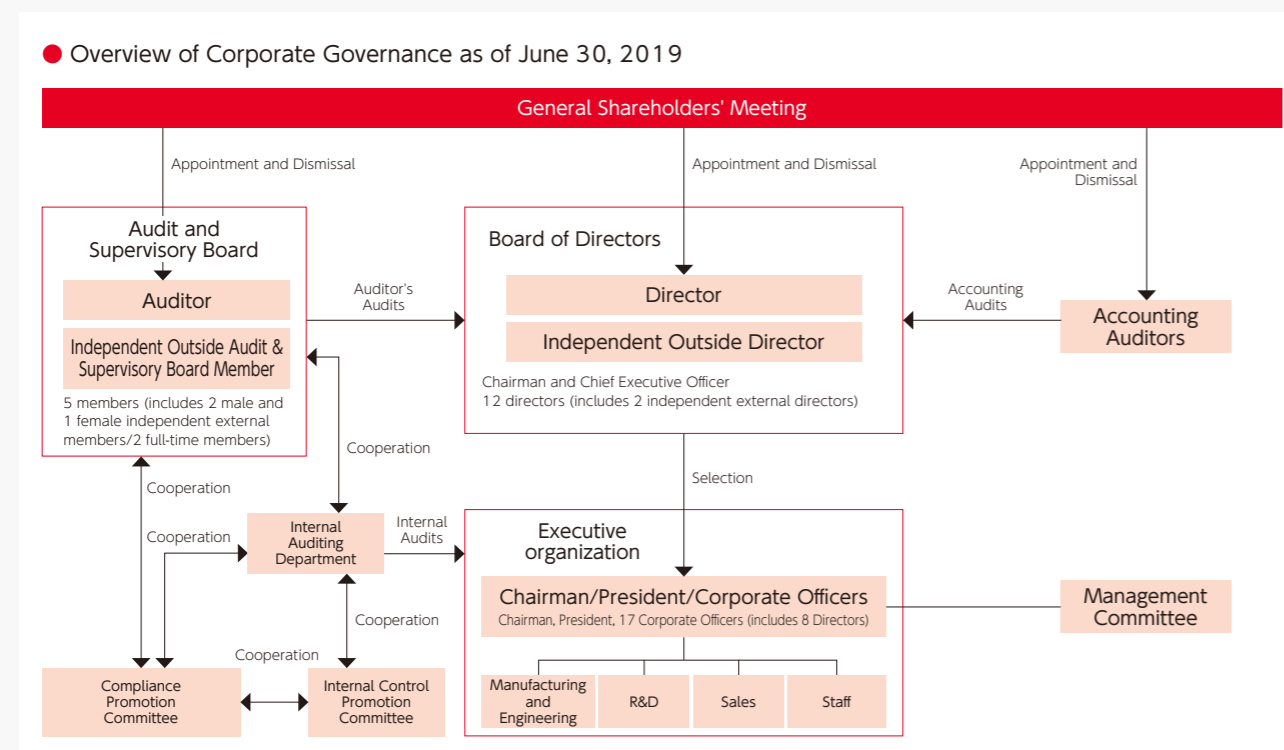 Overview of Corporate Governance as of June 30, 2019
General Shareholders' Meeting
Appointment and Dismissal
Appointment and Dismissal
Appointment and
Dismissal
Audit and
Supervisory Board
Auditor
Independent Outside Audit &
Supervisory Board Member
5 members (includes 2 male and
1 female independent external
members/2 full-time members)
Auditor's
Audits
Board of Directors
Director
Independent Outside Director
Chairman and Chief Executive Officer
12 directors (includes 2 independent external directors)
Accounting
Audits
Accounting
Auditors
Cooperation
Cooperation
Selection
Cooperation
Internal
Auditing
Department
Internal
Audits
Executive
organization
Chairman/President/Corporate Officers
Chairman, President, 17 Corporate Officers (includes 8 Directors)
Management
Committee
Cooperation
Cooperation
Compliance
Promotion
Committee
Internal Control
Promotion
Committee
Manufacturing
and
Engineering
R&D
Sales
Staff